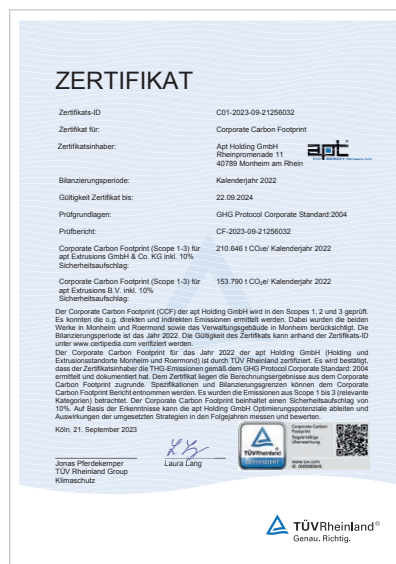 ZERTIFIKAT
Zertifikats-ID C01-2023-09-21256032
Zertifikat für: Corporate Carbon Footprint
Zertifikatsinhaber: Apt Holding GmbH
Rheinpromenade 11
40789 Monheim am Rhein
apt
Bilanzierungsperiode: Kalenderjahr 2022
Gültigkeit Zertifikat bis: 22.09.2024
Prüfgrundlagen: GHG Protocol Corporate Standard:2004
Prüfbericht: CF-2023-09-21256032
Corporate Carbon Footprint (Scope 1-3) für 210.646 t CO₂e/ Kalenderjahr 2022
apt Extrusions GmbH & Co. KG inkl. 10%
Sicherheitsaufschlag:
Corporate Carbon Footprint (Scope 1-3) für 153.790 t CO₂e/ Kalenderjahr 2022
apt Extrusions B.V. inkl. 10%
Sicherheitsaufschlag:
Der Corporate Carbon Footprint (CCF) der apt Holding GmbH wird in den Scopes 1, 2 und 3 geprüft.
Es konnten die o.g. direkten und indirekten Emissionen ermittelt werden. Dabei wurden die beiden
Werke in Monheim und Roermond sowie das Verwaltungsgebäude in Monheim berücksichtigt. Die
Bilanzierungsperiode ist das Jahr 2022. Die Gültigkeit des Zertifikats kann anhand der Zertifikats-ID
unter www.certipedia.com verifiziert werden.
Der Corporate Carbon Footprint für das Jahr 2022 der apt Holding GmbH (Holding und
Extrusionsstandorte Monheim und Roermond) ist durch TÜV Rheinland zertifiziert. Es wird bestätigt,
dass der Zertifikatsinhaber die THG-Emissionen gemäß dem GHG Protocol Corporate Standard: 2004
ermittelt und dokumentiert hat. Dem Zertifikat liegen die Berechnungsergebnisse aus dem Corporate
Carbon Footprint zugrunde. Spezifikationen und Bilanzierungsgrenzen können dem Corporate
Carbon Footprint Bericht entnommen werden. Es wurden die Emissionen aus Scope 1 bis 3 (relevante
Kategorien) betrachtet. Der Corporate Carbon Footprint beinhaltet einen Sicherheitsaufschlag von
10%. Auf Basis der Erkenntnisse kann die apt Holding GmbH Optimierungspotenziale ableiten und
Auswirkungen der umgesetzten Strategien in den Folgejahren messen und bewerten.
Köln, 21. September 2023
Jonas Pferdekemper Laura Lang
TÜV Rheinland Group
Klimaschutz
TÜVRheinland
ZERTIFIZIERT
Corporate Carbon
Footprint
Regelmäßige
Überwachung
www.tuv.com
TÜVRheinland®
Genau. Richtig.